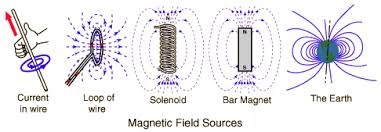 N
N
S
Current
in wire
Loop of
wire
Solenoid
Bar Magnet
The Earth
Magnetic Field Sources